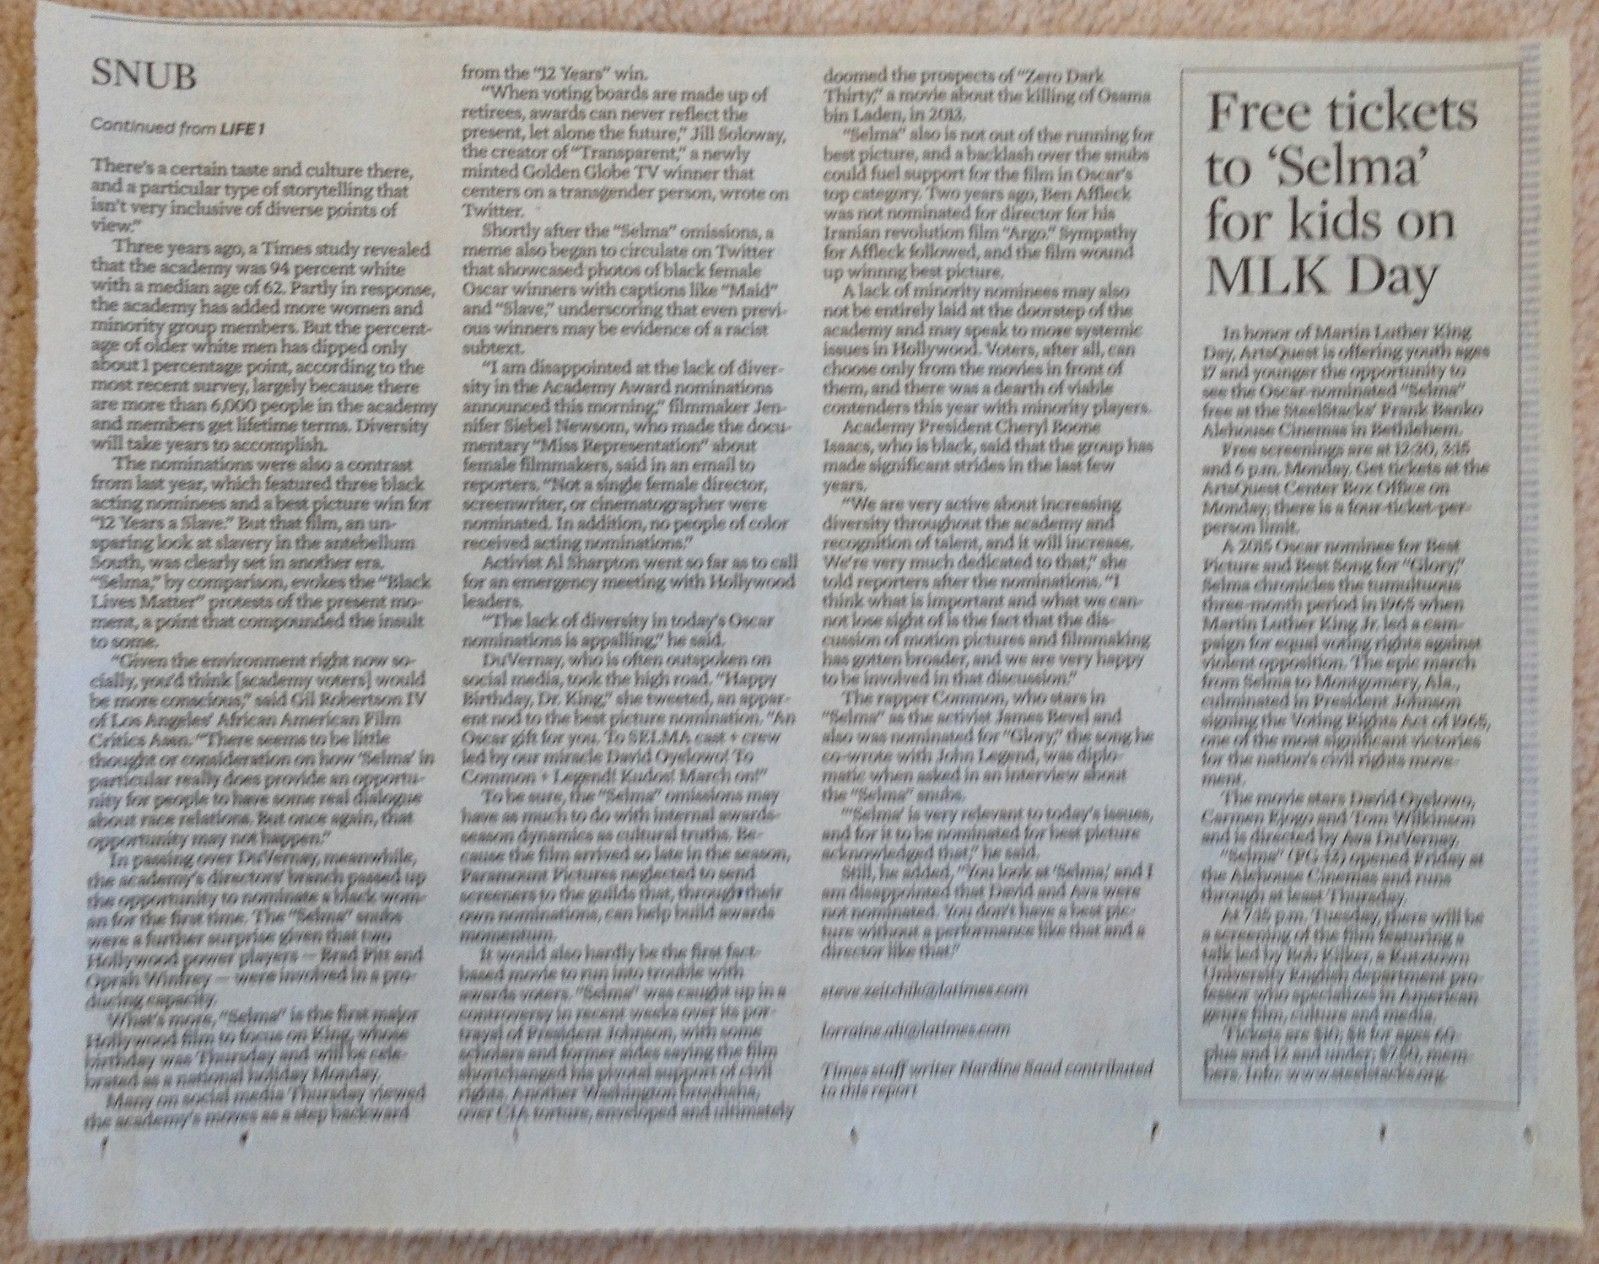 SNUB
Continued from LIFE 1
There's a certain taste and culture there,
and a particular type of storytelling that
isn't very inclusive of diverse points of
view."
Three years ago, a Times study revealed
that the academy was 94 percent white
with a median age of 62. Partly in response,
the academy has added more women and
minority group members. But the percent-
age of older white men has dipped only
about 1 percentage point, according to the
most recent survey, largely because there
are more than 6,000 people in the academy
and members get lifetime terms. Diversity
will take years to accomplish.
The nominations were also a contrast
from last year, which featured three black
acting nominees and a best picture win for
"12 Years a Slave." But that film, an un-
sparing look at slavery in the antebellum
South, was clearly set in another era.
"Selma," by comparison, evokes the "Black
Lives Matter" protests of the present mo-
ment, a point that compounded the insult
to some.
"Given the environment right now so-
cially, you'd think [academy voters] would
be more conscious," said Gil Robertson IV
of Los Angeles' African American Film
Critics Assn. "There seems to be little
thought or consideration on how 'Selma' in
particular really does provide an opportu-
nity for people to have some real dialogue
about race relations. But once again, that
opportunity may not happen."
In passing over DuVernay, meanwhile,
the academy's directors' branch passed up
the opportunity to nominate a black wom-
an for the first time. The "Selma" snubs
were a further surprise given that two
Hollywood power players — Brad Pitt and
Oprah Winfrey — were involved in a pro-
ducing capacity.
What's more, "Selma" is the first major
Hollywood film to focus on King, whose
birthday was Thursday and will be cele-
brated as a national holiday Monday.
Many on social media Thursday viewed
the academy's moves as a step backward
from the "12 Years" win.
"When voting boards are made up of
retirees, awards can never reflect the
present, let alone the future," Jill Soloway,
the creator of "Transparent," a newly
minted Golden Globe TV winner that
centers on a transgender person, wrote on
Twitter.
Shortly after the "Selma" omissions, a
meme also began to circulate on Twitter
that showcased photos of black female
Oscar winners with captions like "Maid"
and "Slave," underscoring that even previ-
ous winners may be evidence of a racist
subtext.
"I am disappointed at the lack of diver-
sity in the Academy Award nominations
announced this morning," filmmaker Jen-
nifer Siebel Newsom, who made the docu-
mentary "Miss Representation" about
female filmmakers, said in an email to
reporters. "Not a single female director,
screenwriter, or cinematographer were
nominated. In addition, no people of color
received acting nominations."
Activist Al Sharpton went so far as to call
for an emergency meeting with Hollywood
leaders.
"The lack of diversity in today's Oscar
nominations is appalling," he said.
DuVernay, who is often outspoken on
social media, took the high road. "Happy
Birthday, Dr. King," she tweeted, an appar-
ent nod to the best picture nomination. "An
Oscar gift for you. To SELMA cast + crew
led by our miracle David Oyelowo! To
Common + Legend! Kudos! March on!"
To be sure, the "Selma" omissions may
have as much to do with internal awards-
season dynamics as cultural truths. Be-
cause the film arrived so late in the season,
Paramount Pictures neglected to send
screeners to the guilds that, through their
own nominations, can help build awards
momentum.
It would also hardly be the first fact-
based movie to run into trouble with
awards voters. "Selma" was caught up in a
controversy in recent weeks over its por-
trayal of President Johnson, with some
scholars and former aides saying the film
shortchanged his pivotal support of civil
rights. Another Washington brouhaha,
over CIA torture, enveloped and ultimately
doomed the prospects of "Zero Dark
Thirty," a movie about the killing of Osama
bin Laden, in 2013.
"Selma" also is not out of the running for
best picture, and a backlash over the snubs
could fuel support for the film in Oscar's
top category. Two years ago, Ben Affleck
was not nominated for director for his
Iranian revolution film "Argo." Sympathy
for Affleck followed, and the film wound
up winnng best picture.
A lack of minority nominees may also
not be entirely laid at the doorstep of the
academy and may speak to more systemic
issues in Hollywood. Voters, after all, can
choose only from the movies in front of
them, and there was a dearth of viable
contenders this year with minority players.
Academy President Cheryl Boone
Isaacs, who is black, said that the group has
made significant strides in the last few
years.
"We are very active about increasing
diversity throughout the academy and
recognition of talent, and it will increase.
We're very much dedicated to that," she
told reporters after the nominations. "I
think what is important and what we can-
not lose sight of is the fact that the dis-
cussion of motion pictures and filmmaking
has gotten broader, and we are very happy
to be involved in that discussion."
The rapper Common, who stars in
"Selma" as the activist James Bevel and
also was nominated for "Glory," the song he
co-wrote with John Legend, was diplo-
matic when asked in an interview about
the "Selma" snubs.
"'Selma' is very relevant to today's issues,
and for it to be nominated for best picture
acknowledged that," he said.
Still, he added, "You look at 'Selma,' and I
am disappointed that David and Ava were
not nominated. You don't have a best pic-
ture without a performance like that and a
director like that."
steve.zeitchik@latimes.com
lorraine.ali@latimes.com
Times staff writer Nardine Saad contributed
to this report
Free tickets
to 'Selma'
for kids on
MLK Day
In honor of Martin Luther King
Day, ArtsQuest is offering youth ages
17 and younger the opportunity to
see the Oscar-nominated "Selma"
free at the SteelStacks' Frank Banko
Alehouse Cinemas in Bethlehem.
Free screenings are at 12:30, 3:15
and 6 p.m. Monday. Get tickets at the
ArtsQuest Center Box Office on
Monday; there is a four-ticket-per-
person limit.
A 2015 Oscar nominee for Best
Picture and Best Song for "Glory,"
Selma chronicles the tumultuous
three-month period in 1965 when
Martin Luther King Jr. led a cam-
paign for equal voting rights against
violent opposition. The epic march
from Selma to Montgomery, Ala.,
culminated in President Johnson
signing the Voting Rights Act of 1965,
one of the most significant victories
for the nation's civil rights move-
ment.
The movie stars David Oyelowo,
Carmen Ejogo and Tom Wilkinson
and is directed by Ava DuVernay.
"Selma" (PG-13) opened Friday at
the Alehouse Cinemas and runs
through at least Thursday.
At 7:15 p.m. Tuesday, there will be
a screening of the film featuring a
talk led by Bob Kilker, a Kutztown
University English department pro-
fessor who specializes in American
genre film, culture and media.
Tickets are $10; $8 for ages 60-
plus and 12 and under; $7.50, mem-
bers. Info: www.steelstacks.org.